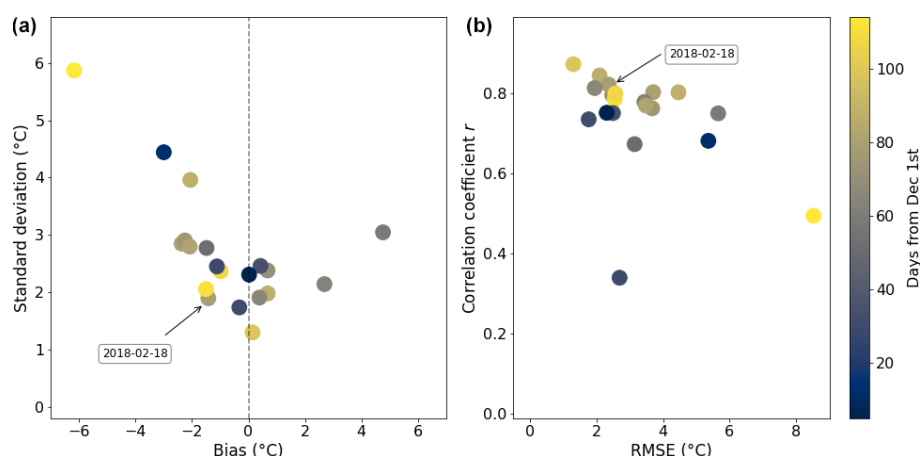 (a)
Standard deviation (°C)
6
5
4
3
2
1
0
2018-02-18
−6 −4 −2 0 2 4 6
Bias (°C)
(b)
Correlation coefficient r
0.8
0.6
0.4
0.2
0.0
2018-02-18
0 2 4 6 8
RMSE (°C)
100
80
60
40
20
Days from Dec 1st